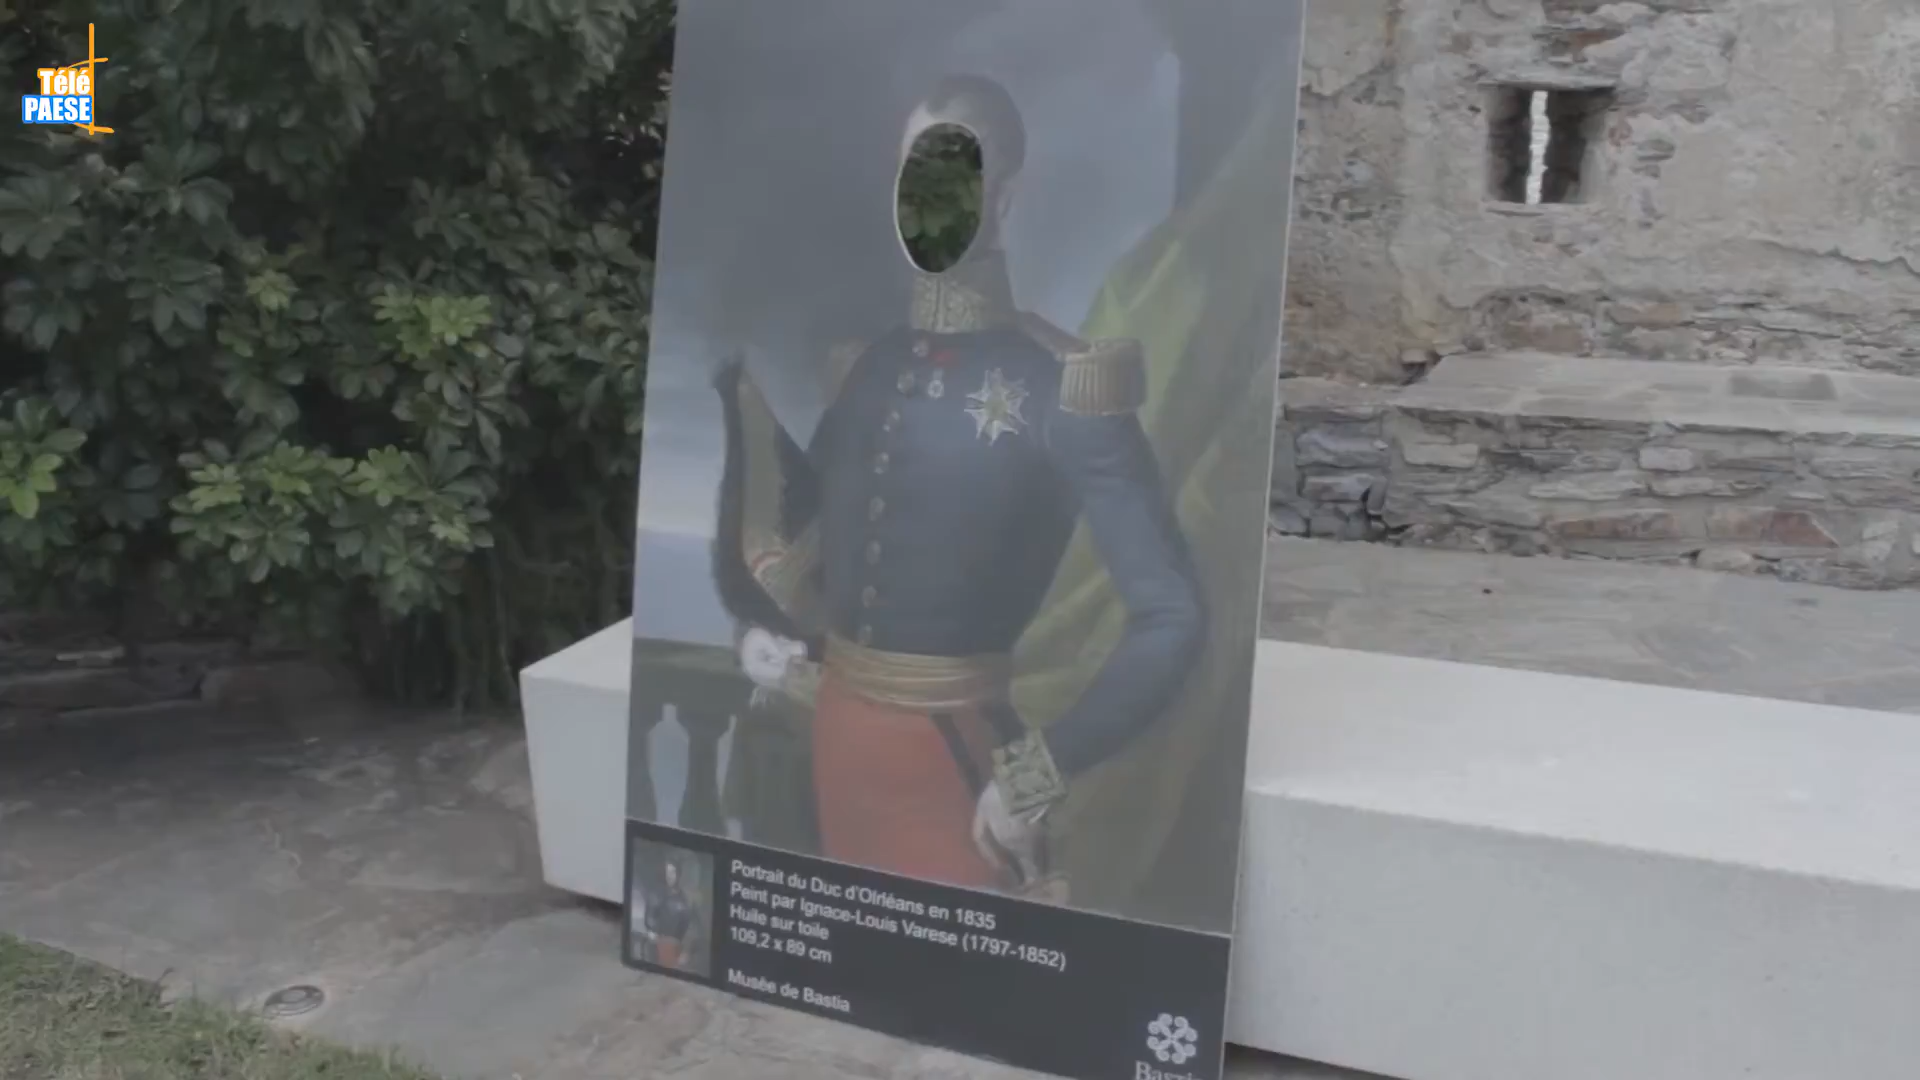 Télé
PAESE
Portrait du Duc d'Olrléans en 1835
Peint par Ignace-Louis Varese (1797-1852)
Huile sur toile
109,2 x 89 cm
Musée de Bastia